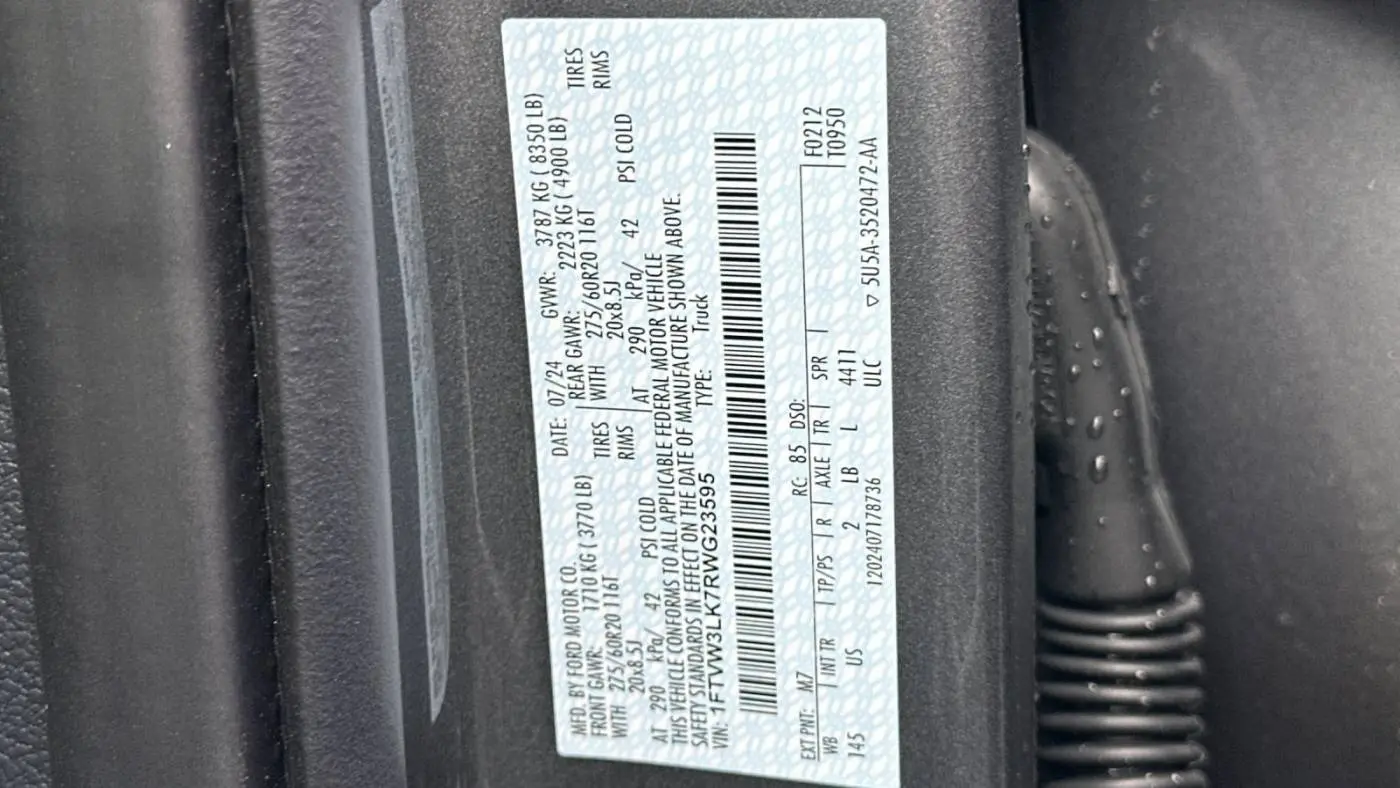 MFD. BY FORD MOTOR CO.
DATE: 07/24 GVWR: 3787 KG ( 8350 LB)
FRONT GAWR: 1710 KG ( 3770 LB) REAR GAWR: 2223 KG ( 4900 LB)
WITH 275/60R20 116T TIRES WITH 275/60R20 116T TIRES
20x8.5J RIMS 20x8.5J RIMS
AT 290 kPa/ 42 PSI COLD AT 290 kPa/ 42 PSI COLD
THIS VEHICLE CONFORMS TO ALL APPLICABLE FEDERAL MOTOR VEHICLE
SAFETY STANDARDS IN EFFECT ON THE DATE OF MANUFACTURE SHOWN ABOVE.
VIN: 1FTVW3LK7RWG23595 TYPE: Truck
EXT PNT: M7 RC: 85 DSO: F0212
WB | INT TR | TP/PS | R | AXLE | TR | SPR | T0950
145 US 2 LB L 4411
120240717​8736 ULC ▽ 5U5A-3520472-AA